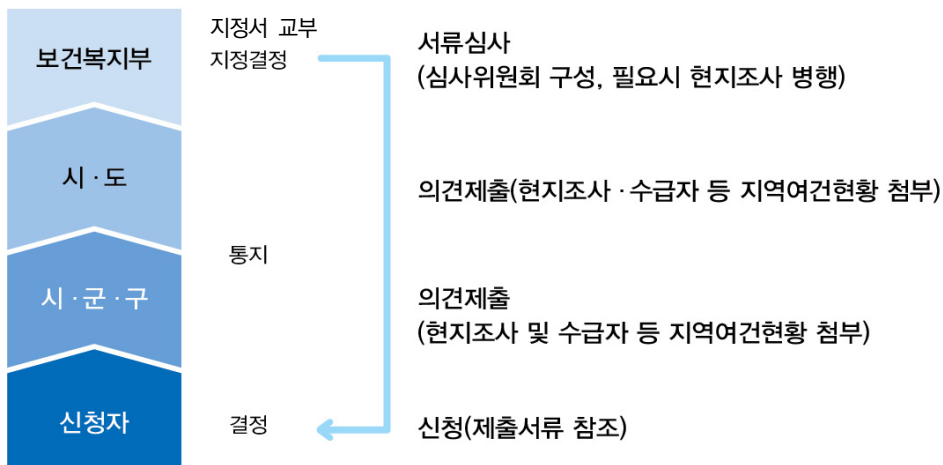 보건복지부
지정서 교부
지정결정
서류심사
(심사위원회 구성, 필요시 현지조사 병행)
시·도
의견제출(현지조사·수급자 등 지역여건현황 첨부)
통지
시·군·구
의견제출
(현지조사 및 수급자 등 지역여건현황 첨부)
신청자
결정
신청(제출서류 참조)